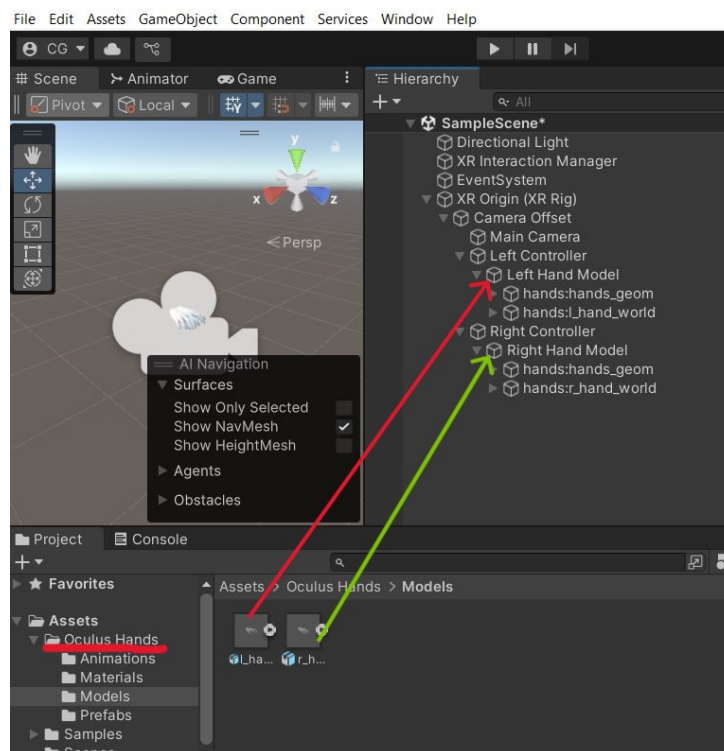 File Edit Assets GameObject Component Services Window Help
CG
# Scene Animator Game Hierarchy
Pivot Local All
SampleScene*
Directional Light
XR Interaction Manager
EventSystem
XR Origin (XR Rig)
Camera Offset
Main Camera
Left Controller
Left Hand Model
hands:hands_geom
hands:l_hand_world
Right Controller
Right Hand Model
hands:hands_geom
hands:r_hand_world
y
x z
Persp
AI Navigation
Surfaces
Show Only Selected
Show NavMesh
Show HeightMesh
Agents
Obstacles
Project Console
Favorites
Assets > Oculus Hands > Models
Assets
Oculus Hands
Animations
Materials
Models
Prefabs
Samples
l_ha... r_h...